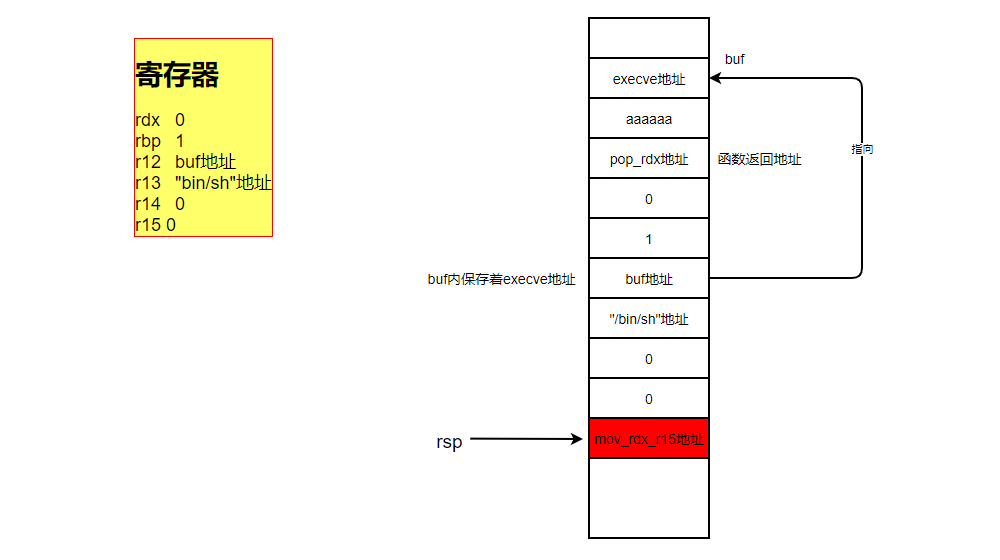 寄存器
rdx 0
rbp 1
r12 buf地址
r13 "bin/sh"地址
r14 0
r15 0
buf
execve地址
aaaaaa
pop_rdx地址
函数返回地址
指向
0
1
buf内保存着execve地址
buf地址
"/bin/sh"地址
0
0
rsp
mov_rdx_r15地址